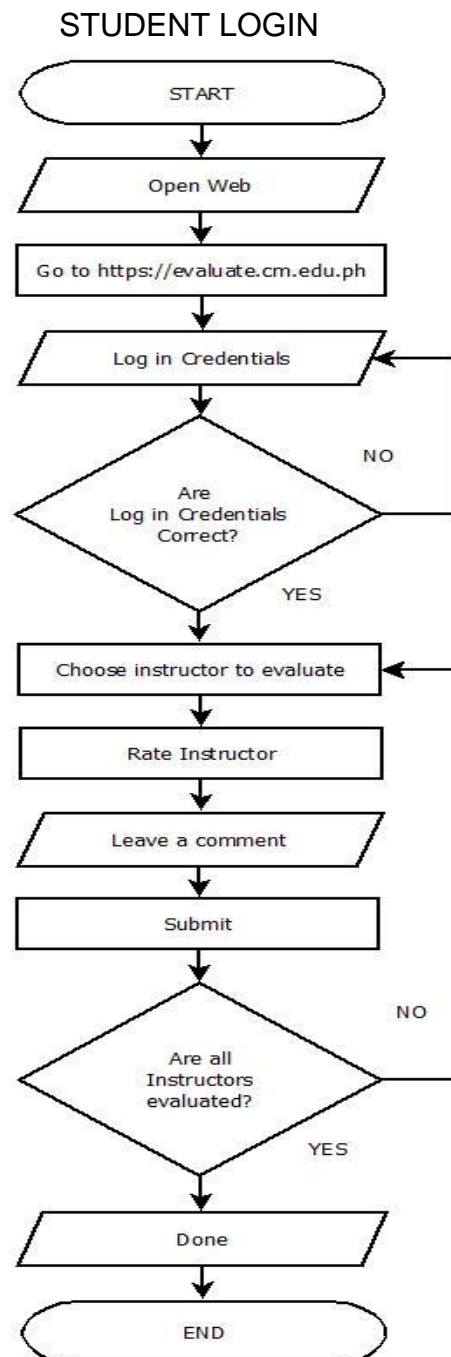 STUDENT LOGIN
START
Open Web
Go to https://evaluate.cm.edu.ph
Log in Credentials
NO
Are
Log in Credentials
Correct?
YES
Choose instructor to evaluate
Rate Instructor
Leave a comment
Submit
NO
Are all
Instructors
evaluated?
YES
Done
END